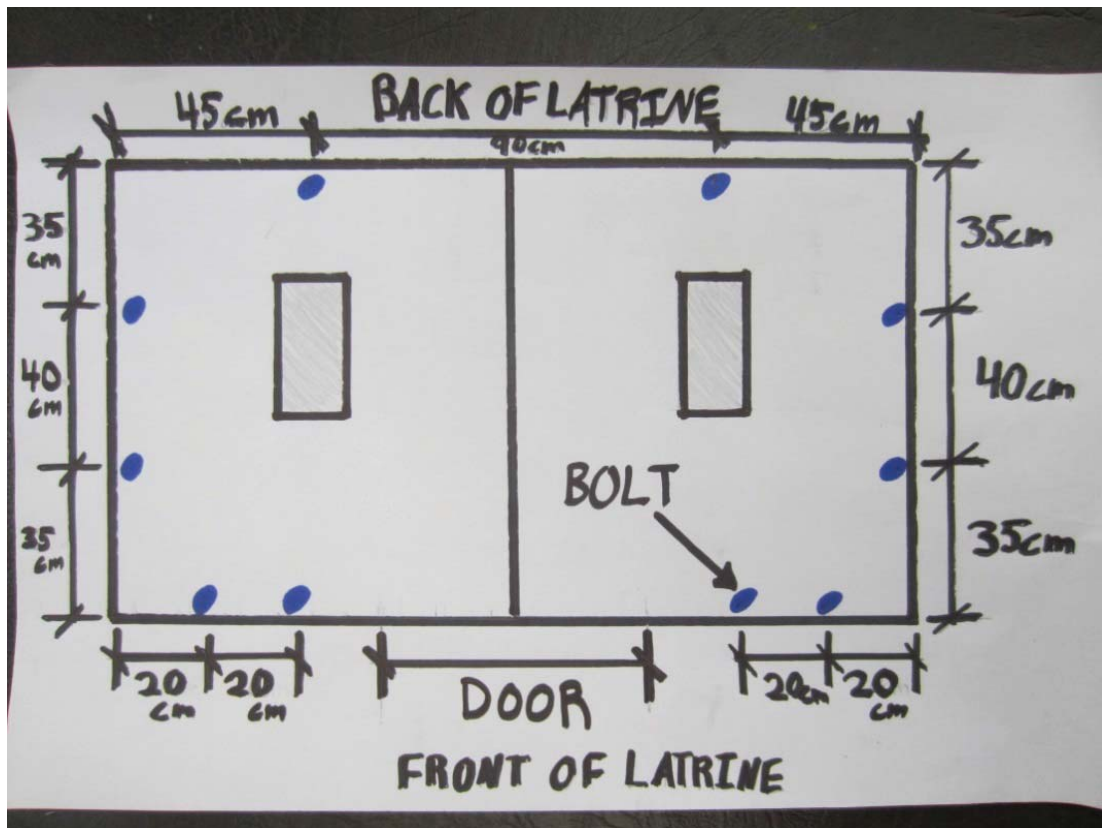 BACK OF LATRINE
45cm
90cm
45cm
35
cm
35cm
40
cm
40cm
BOLT
35
cm
35cm
20
cm
20
cm
DOOR
20cm
20
cm
FRONT OF LATRINE